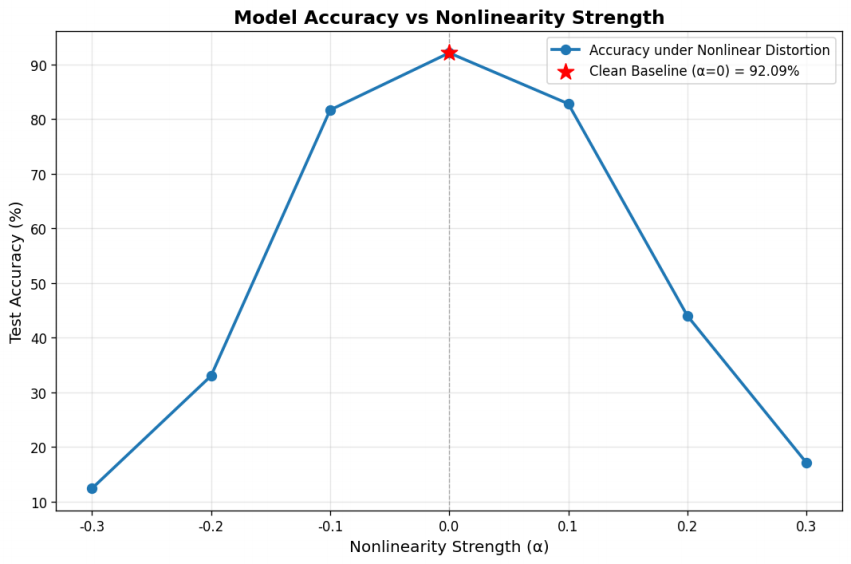 Model Accuracy vs Nonlinearity Strength
Accuracy under Nonlinear Distortion
Clean Baseline (α=0) = 92.09%
Test Accuracy (%)
90
80
70
60
50
40
30
20
10
-0.3 -0.2 -0.1 0.0 0.1 0.2 0.3
Nonlinearity Strength (α)